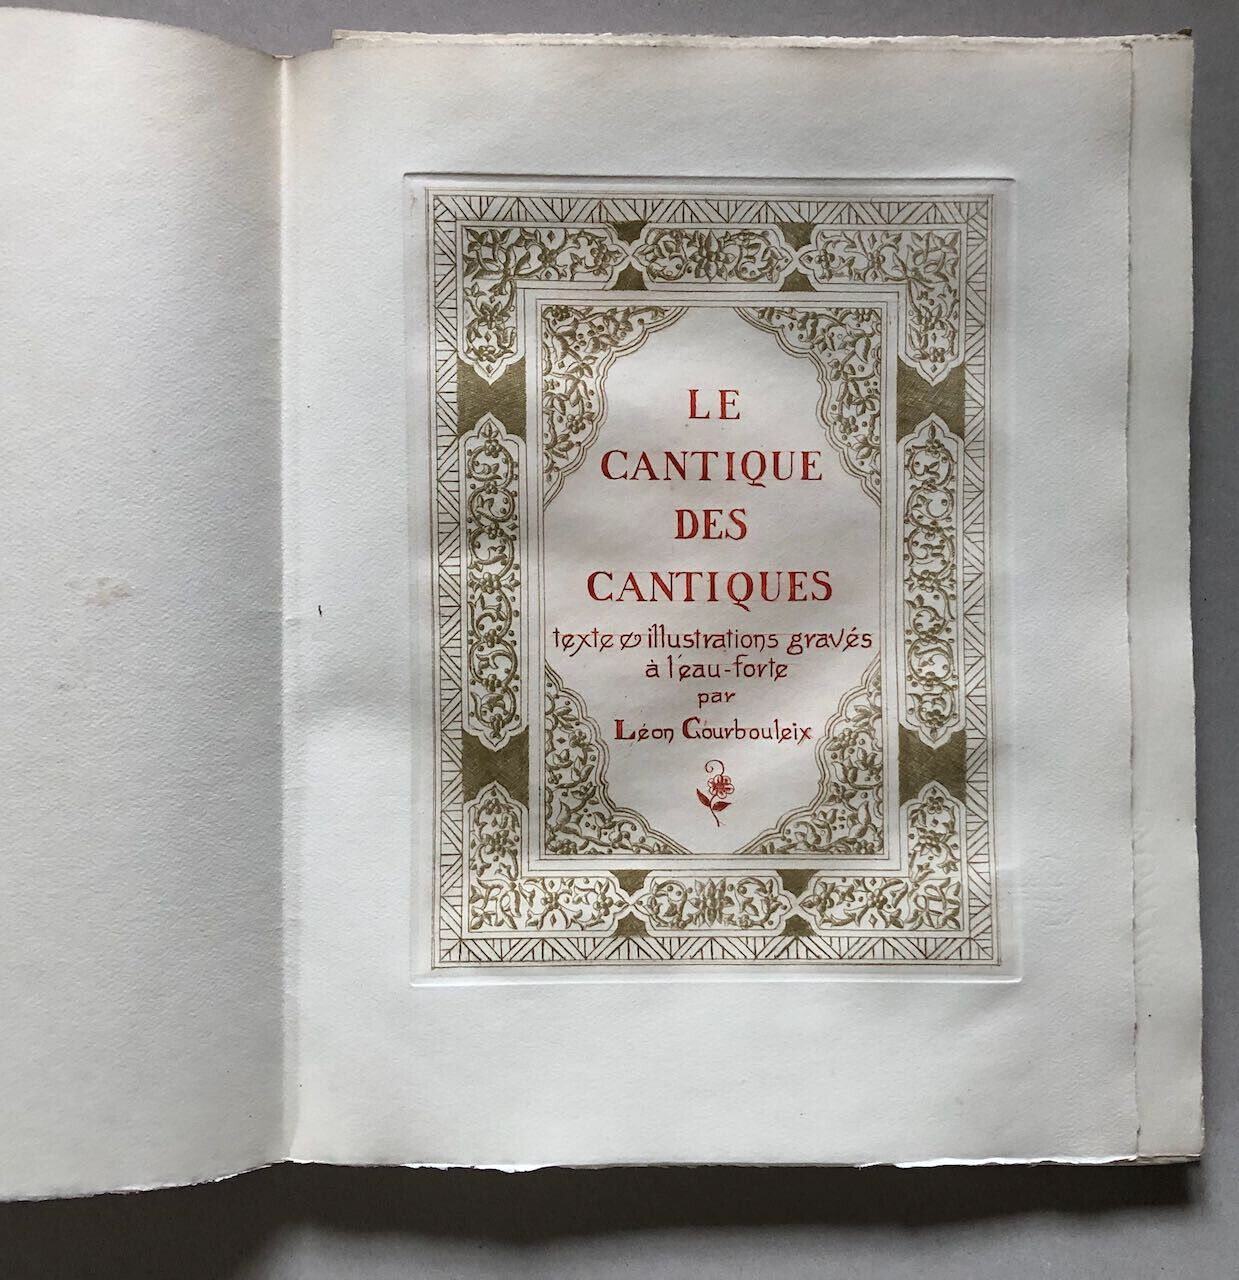 LE
CANTIQUE
DES
CANTIQUES
texte & illustrations gravés
à l'eau-forte
par
Léon Courbouleix